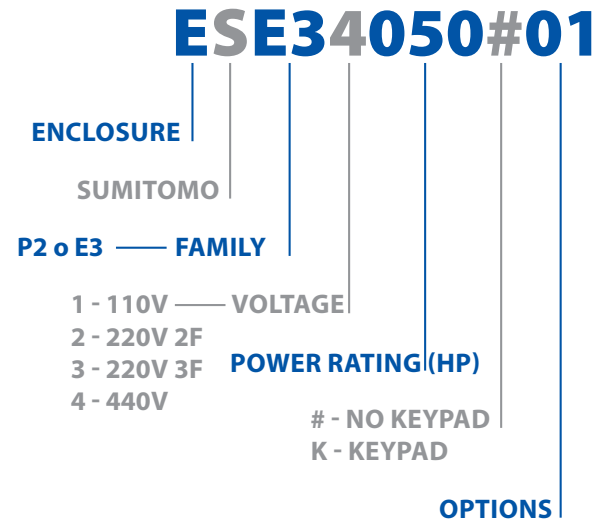 ESE34050#01
ENCLOSURE
SUMITOMO
P2 o E3 FAMILY
1 - 110V VOLTAGE
2 - 220V 2F
3 - 220V 3F
4 - 440V
POWER RATING (HP)
# - NO KEYPAD
K - KEYPAD
OPTIONS